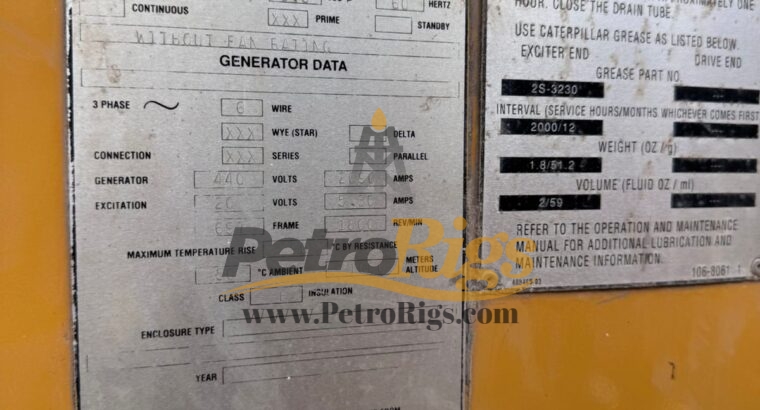 CONTINUOUS HERTZ
XXX PRIME STANDBY
WITHOUT FAN RATING
GENERATOR DATA
3 PHASE 6 WIRE
XXX WYE (STAR) DELTA
CONNECTION XXX SERIES PARALLEL
GENERATOR 440 VOLTS AMPS
EXCITATION VOLTS AMPS
FRAME REV/MIN
MAXIMUM TEMPERATURE RISE °C BY RESISTANCE
°C AMBIENT METERS ALTITUDE
CLASS INSULATION
ENCLOSURE TYPE
YEAR
HOUR. CLOSE THE DRAIN TUBE.
USE CATERPILLAR GREASE AS LISTED BELOW.
EXCITER END DRIVE END
GREASE PART NO.
2S-3230
INTERVAL (SERVICE HOURS/MONTHS WHICHEVER COMES FIRST
2000/12
WEIGHT (OZ / g)
1.8/51.2
VOLUME (FLUID OZ / ml)
2/59
REFER TO THE OPERATION AND MAINTENANCE
MANUAL FOR ADDITIONAL LUBRICATION AND
MAINTENANCE INFORMATION.
106-8061 1
PetroRigs
www.PetroRigs.com